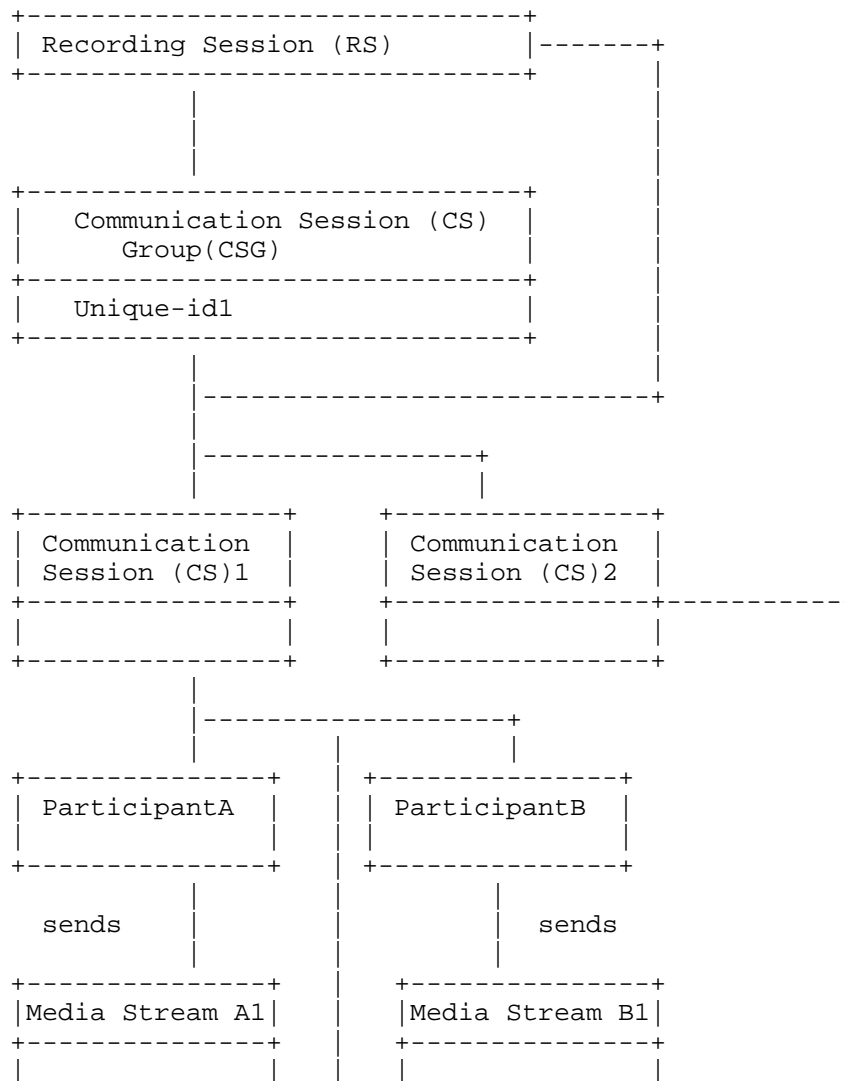 Recording Session (RS)
Communication Session (CS)
Group(CSG)
Unique-id1
Communication Communication
Session (CS)1 Session (CS)2
ParticipantA ParticipantB
sends sends
Media Stream A1 Media Stream B1